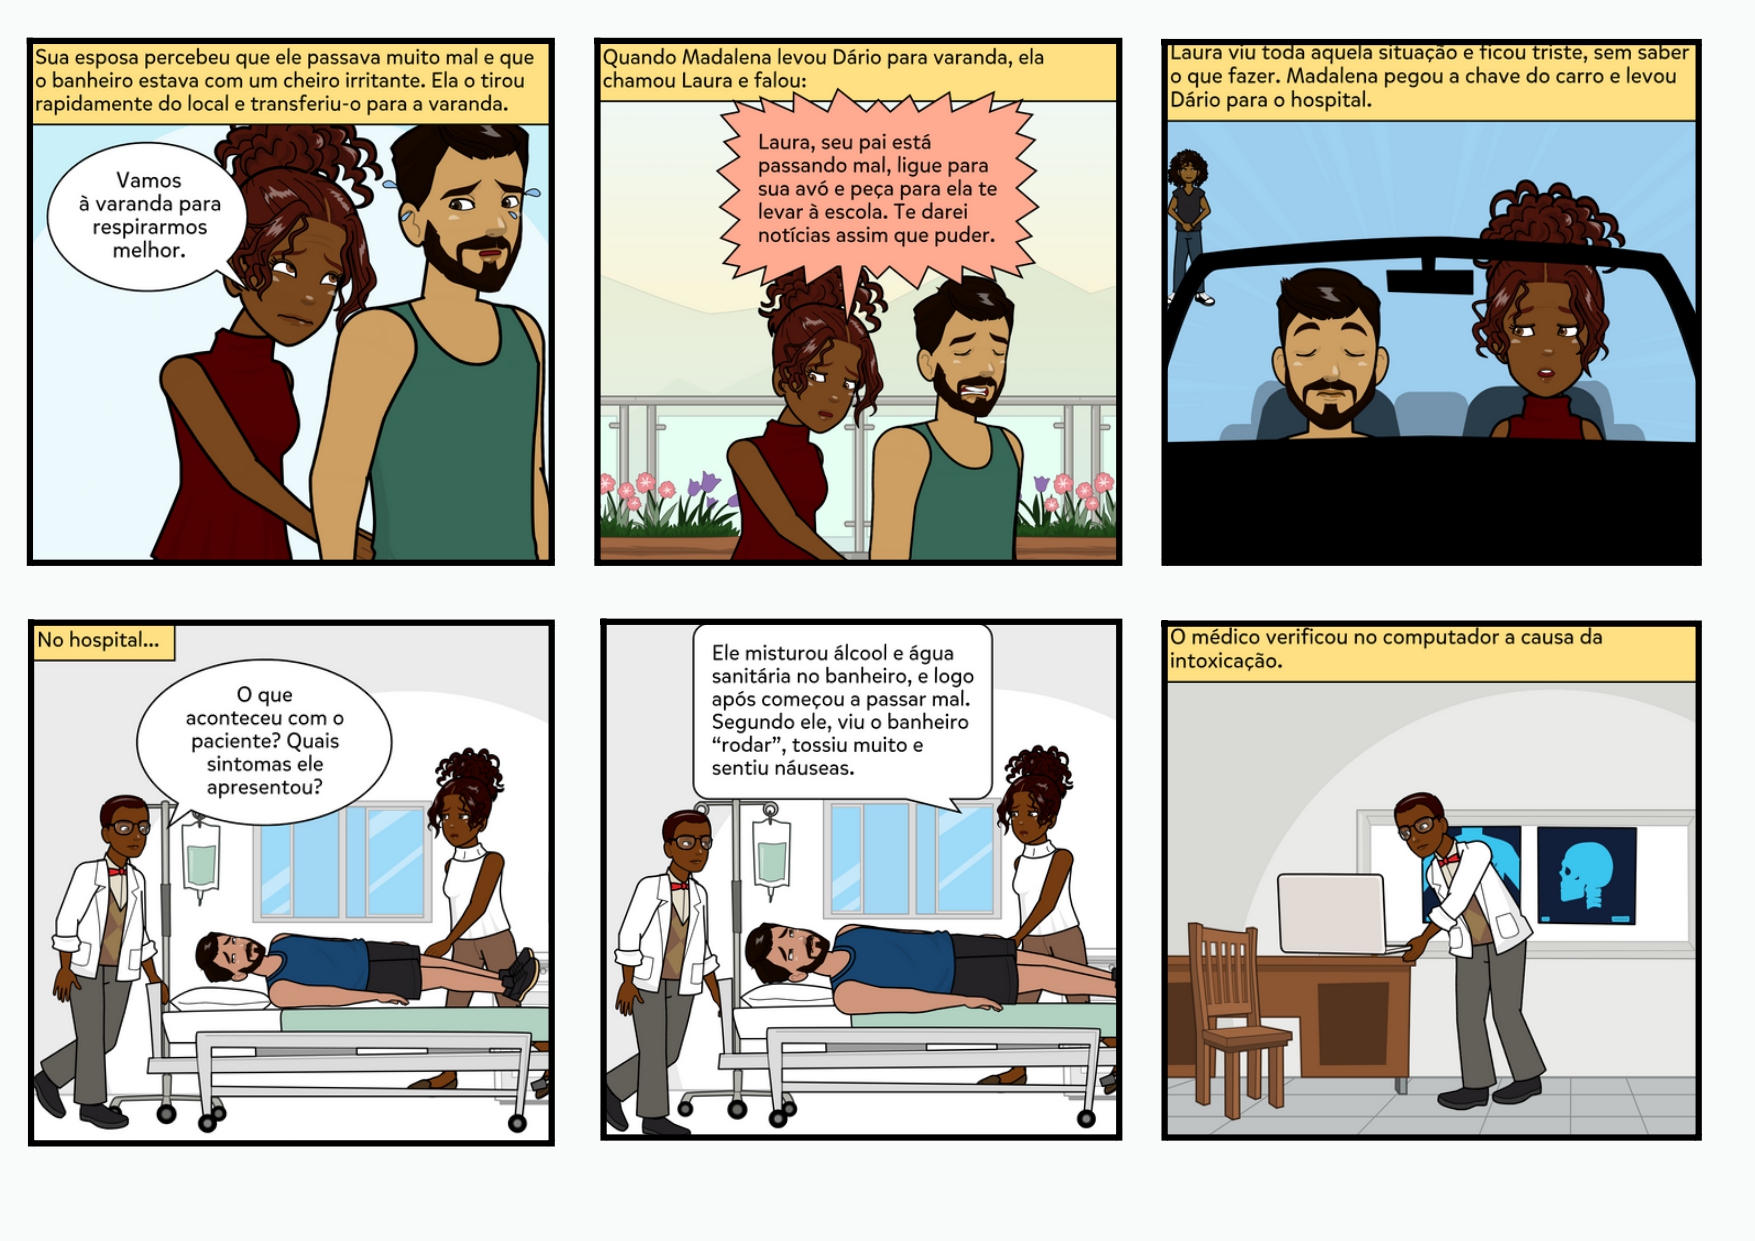 Sua esposa percebeu que ele passava muito mal e que
o banheiro estava com um cheiro irritante. Ela o tirou
rapidamente do local e transferiu-o para a varanda.
Vamos
à varanda para
respirarmos
melhor.
Quando Madalena levou Dário para varanda, ela
chamou Laura e falou:
Laura, seu pai está
passando mal, ligue para
sua avó e peça para ela te
levar à escola. Te darei
notícias assim que puder.
Laura viu toda aquela situação e ficou triste, sem saber
o que fazer. Madalena pegou a chave do carro e levou
Dário para o hospital.
No hospital...
O que
aconteceu com o
paciente? Quais
sintomas ele
apresentou?
Ele misturou álcool e água
sanitária no banheiro, e logo
após começou a passar mal.
Segundo ele, viu o banheiro
“rodar”, tossiu muito e
sentiu náuseas.
O médico verificou no computador a causa da
intoxicação.